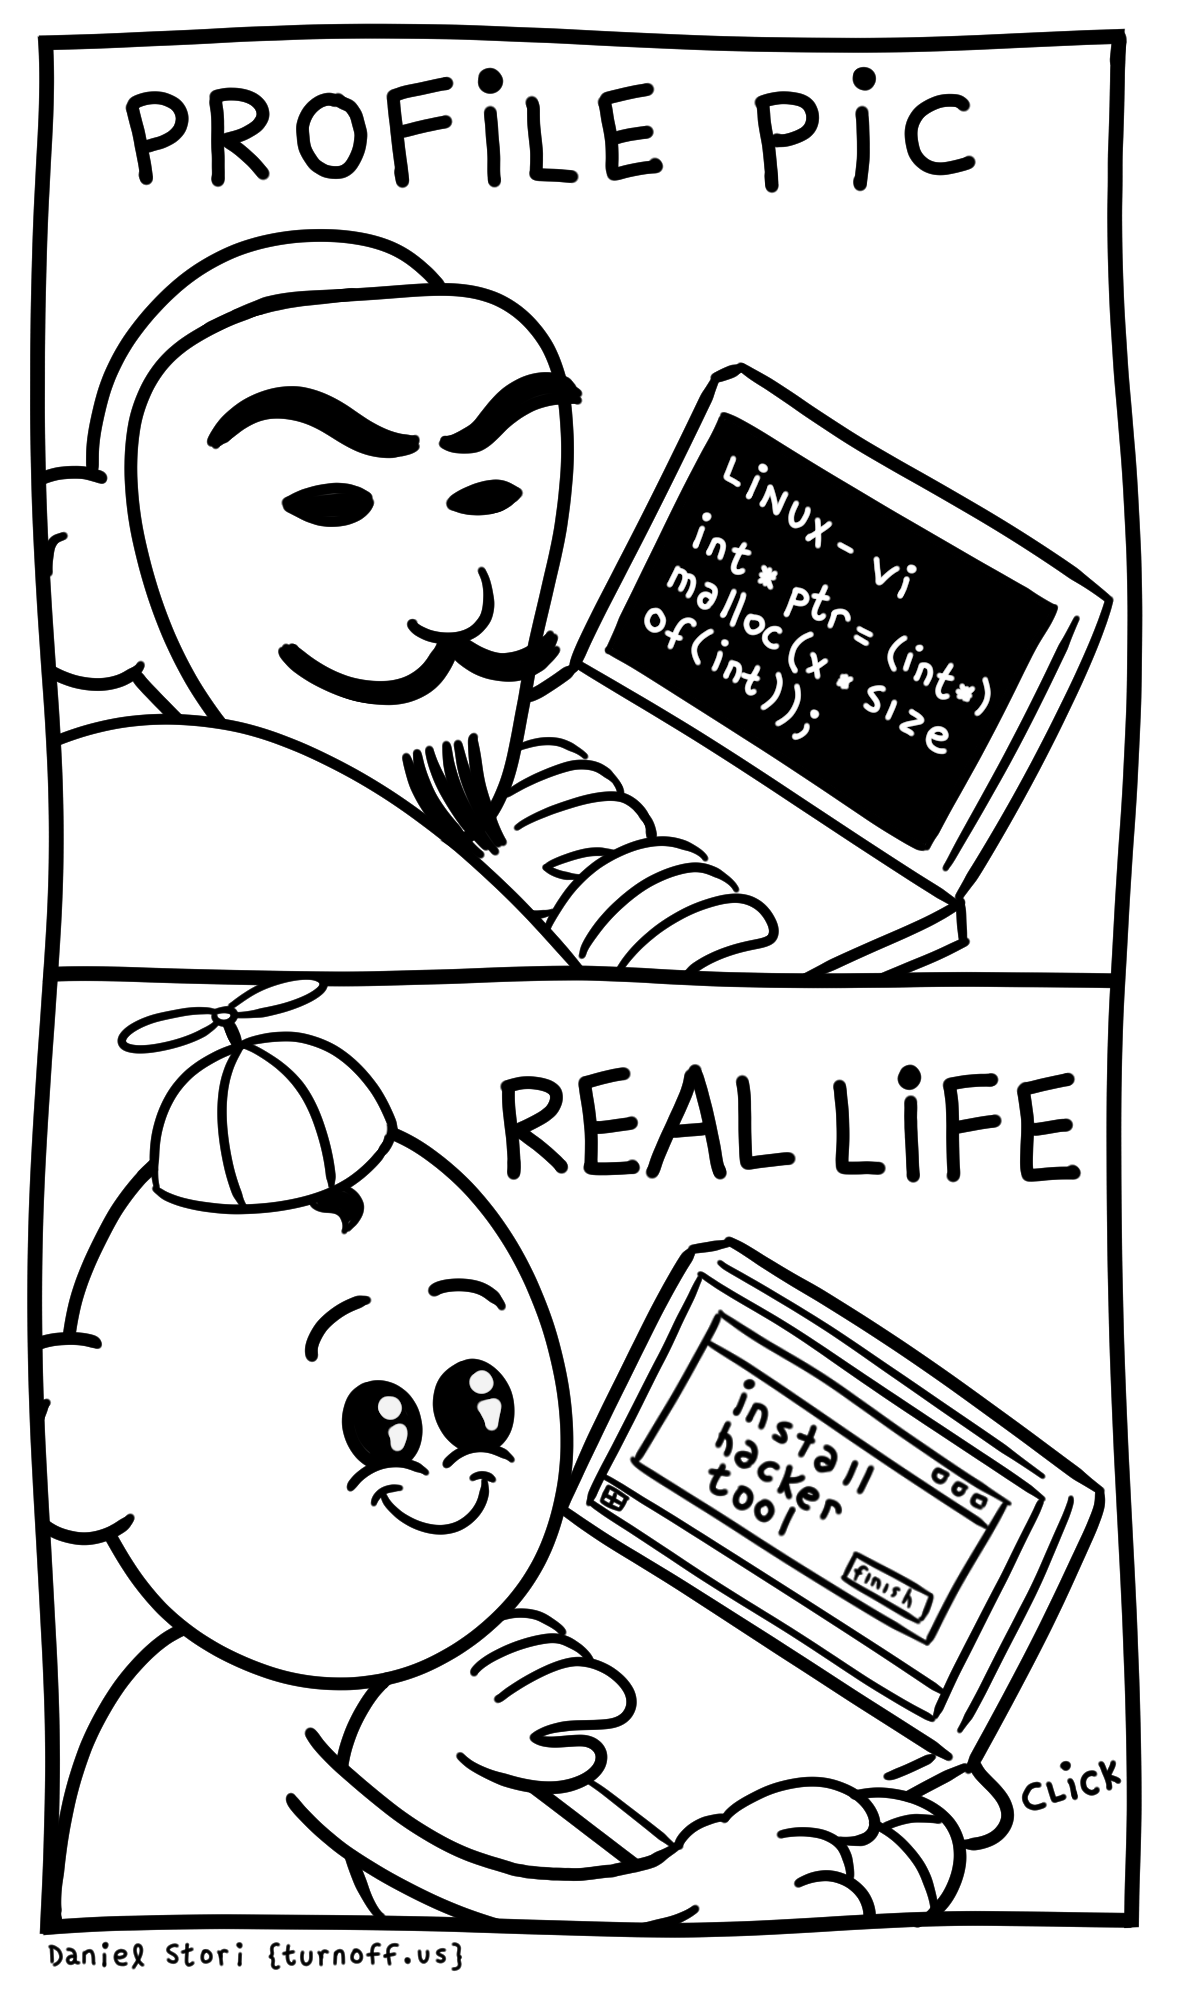 PROFiLE PiC
LiNUX - vi
int * ptr = (int*)
malloc(x * size
of(int));
REAL LiFE
install
hacker
tool
finish
CLiCK
Daniel Stori {turnoff.us}